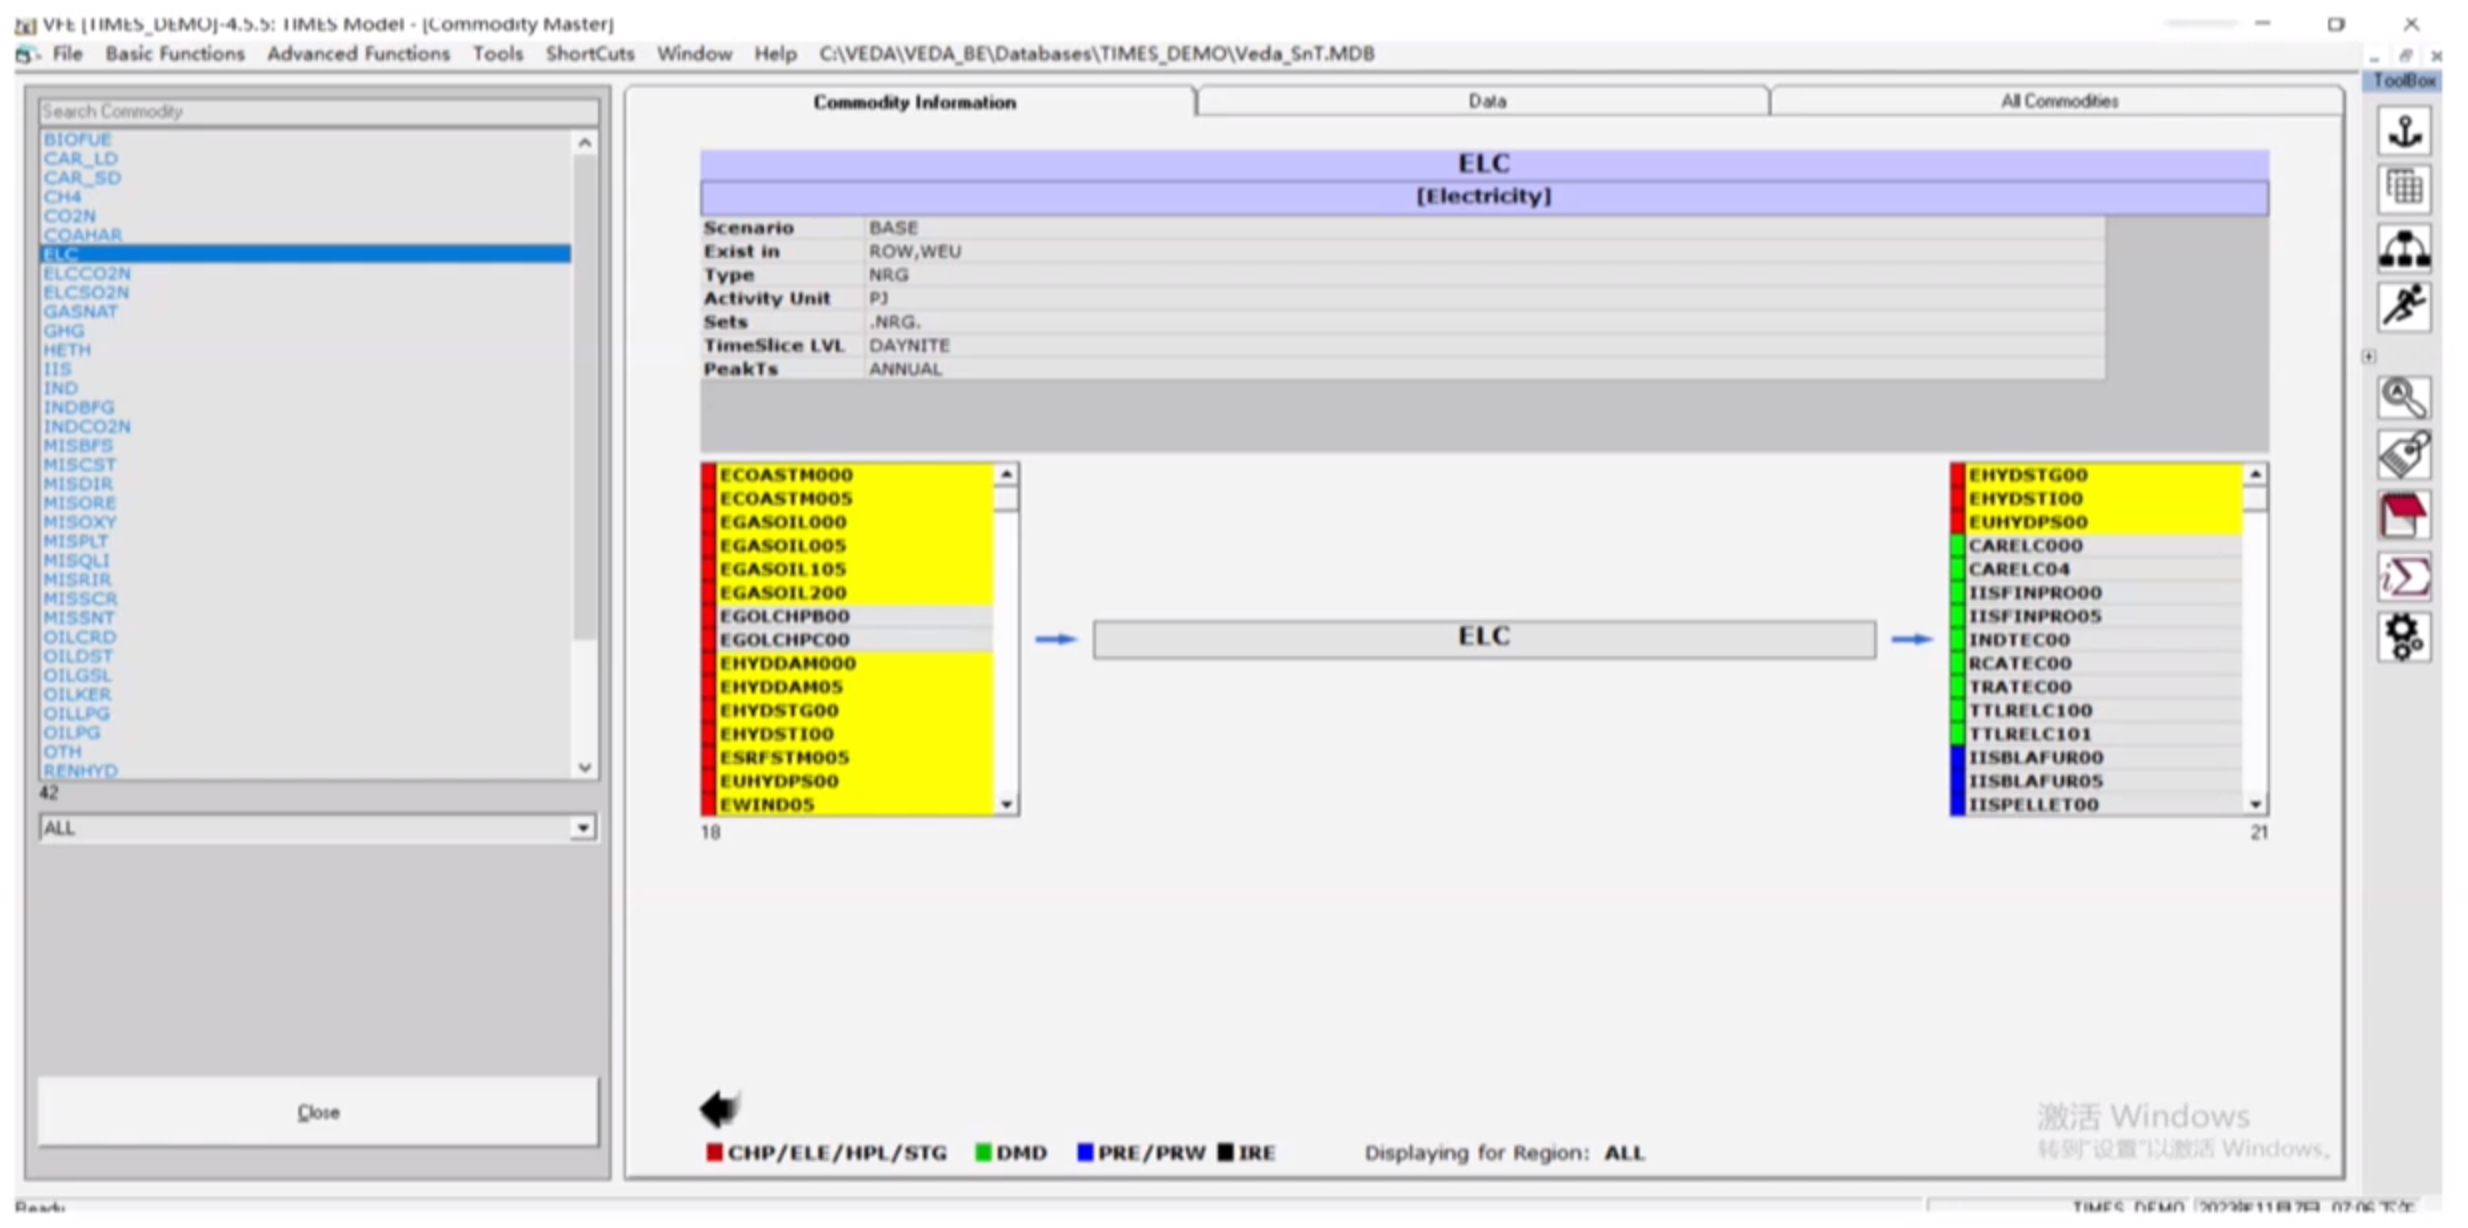 VFE [TIMES_DEMO]-4.5.5: TIMES Model - [Commodity Master]
File Basic Functions Advanced Functions Tools ShortCuts Window Help C:\VEDA\VEDA_BE\Databases\TIMES_DEMO\Veda_SnT.MDB
ToolBox
Search Commodity
BIOFUE
CAR_LD
CAR_SD
CH4
CO2N
COAHAR
ELC
ELCCO2N
ELCSO2N
GASNAT
GHG
HETH
IIS
IND
INDBFG
INDCO2N
MISBFS
MISCST
MISDIR
MISORE
MISOXY
MISPLT
MISQLI
MISRIR
MISSCR
MISSNT
OILCRD
OILDST
OILGSL
OILKER
OILLPG
OILPG
OTH
RENHYD
42
ALL
Close
Commodity Information Data All Commodities
ELC
[Electricity]
Scenario BASE
Exist in ROW,WEU
Type NRG
Activity Unit PJ
Sets .NRG.
TimeSlice LVL DAYNITE
PeakTs ANNUAL
ECOASTM000
ECOASTM005
EGASOIL000
EGASOIL005
EGASOIL105
EGASOIL200
EGOLCHPB00
EGOLCHPC00
EHYDDAM000
EHYDDAM05
EHYDSTG00
EHYDSTI00
ESRFSTM005
EUHYDPS00
EWIND05
18
ELC
EHYDSTG00
EHYDSTI00
EUHYDPS00
CARELC000
CARELC04
IISFINPRO00
IISFINPRO05
INDTEC00
RCATEC00
TRATEC00
TTLRELC100
TTLRELC101
IISBLAFUR00
IISBLAFUR05
IISPELLET00
21
CHP/ELE/HPL/STG DMD PRE/PRW IRE Displaying for Region: ALL
激活 Windows
转到"设置"以激活 Windows。
Ready TIMES_DEMO 2023年11月7日 07:06 下午